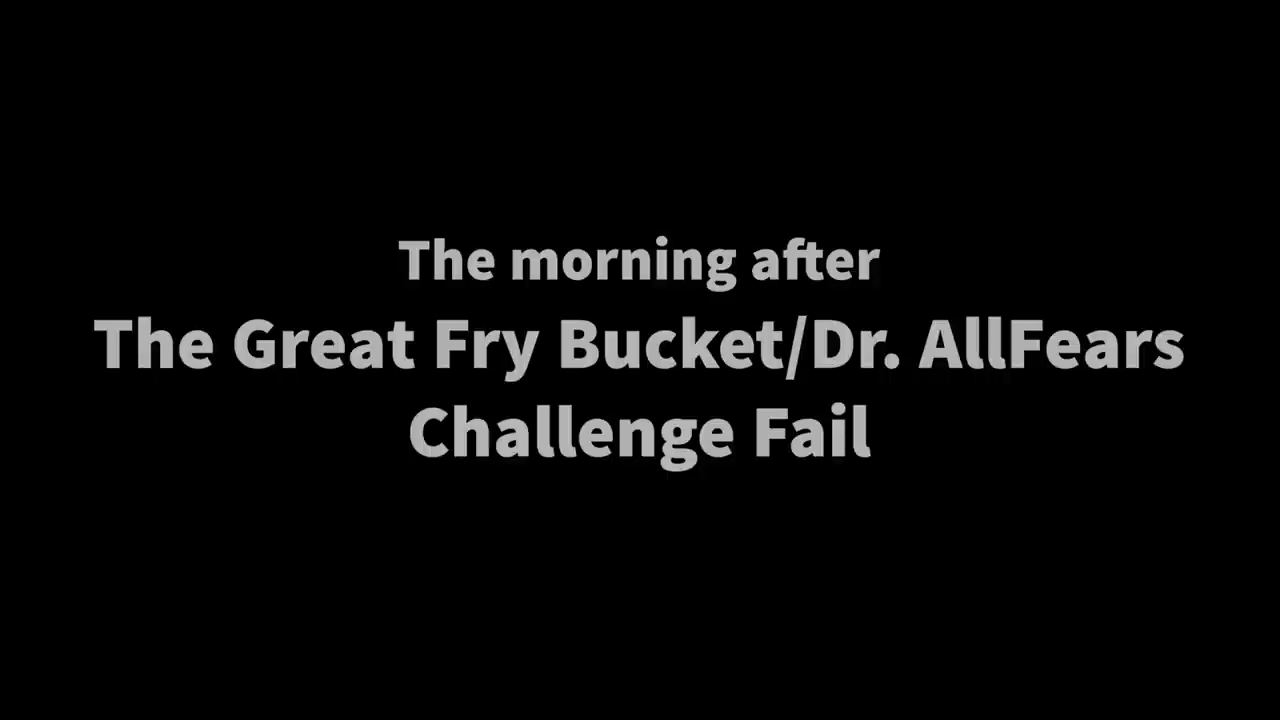 The morning after
The Great Fry Bucket/Dr. AllFears
Challenge Fail